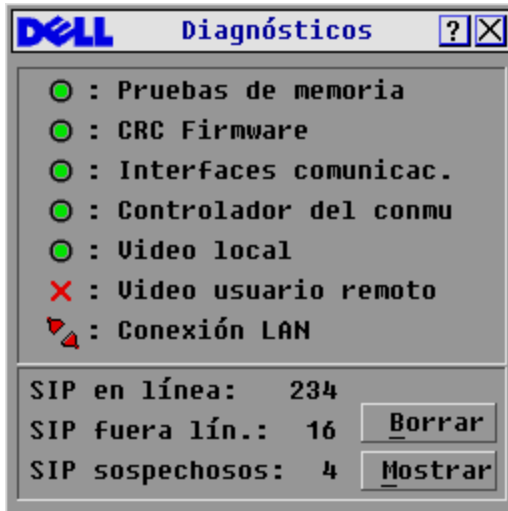 DELL Diagnósticos ? X
: Pruebas de memoria
: CRC Firmware
: Interfaces comunicac.
: Controlador del conmu
: Video local
: Video usuario remoto
: Conexión LAN
SIP en línea: 234
SIP fuera lín.: 16 Borrar
SIP sospechosos: 4 Mostrar